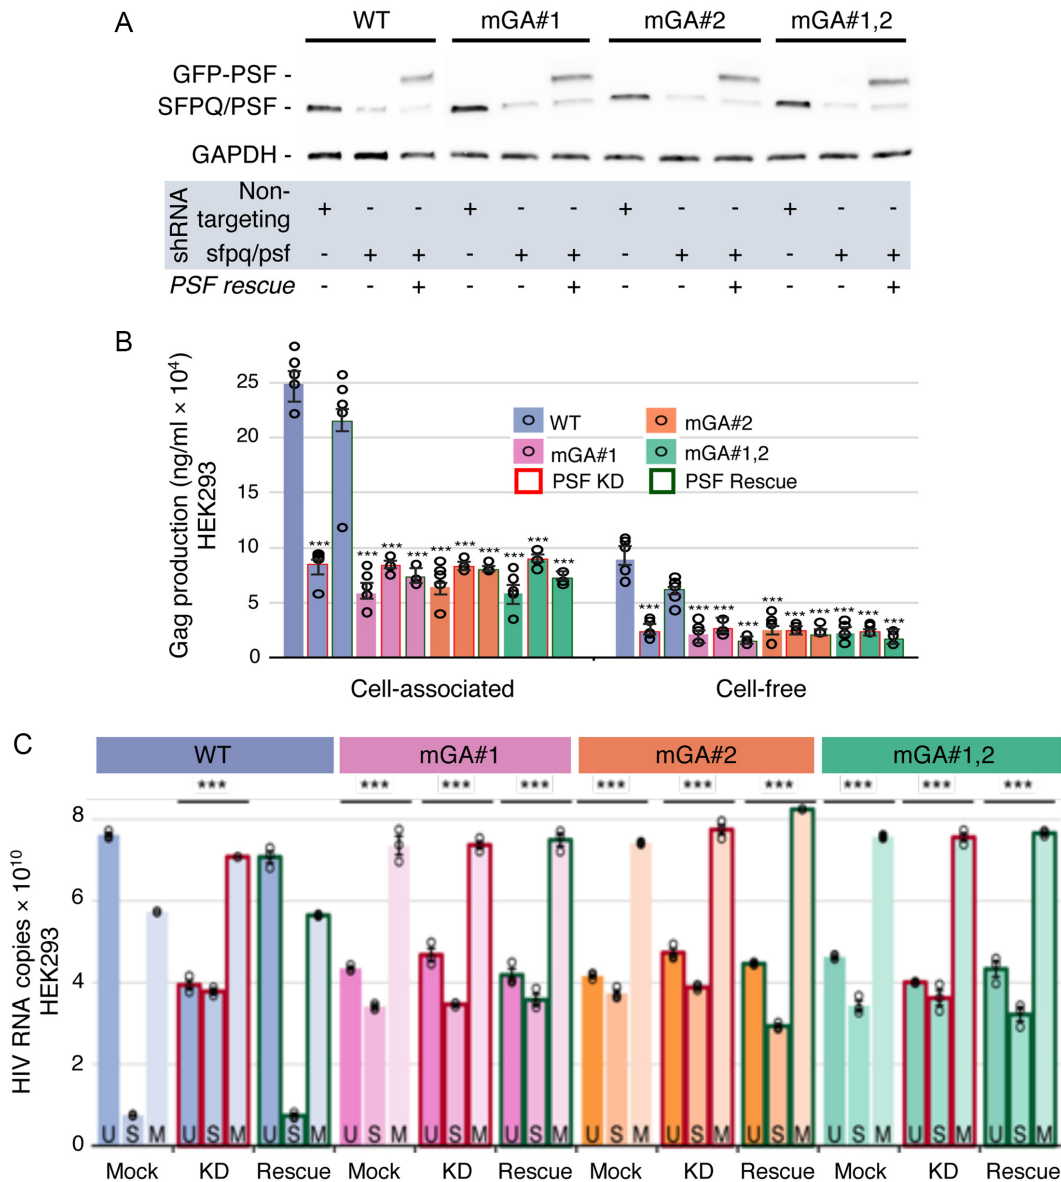 A
WT mGA#1 mGA#2 mGA#1,2
GFP-PSF -
SFPQ/PSF -
GAPDH -
shRNA
Non-
targeting + - - + - - + - - + - -
sfpq/psf - + + - + + - + + - + +
PSF rescue - - + - - + - - + - - +
B
Gag production (ng/ml × 10⁴)
HEK293
25
20
15
10
5
0
WT mGA#2
mGA#1 mGA#1,2
PSF KD PSF Rescue
*** *** *** *** *** *** *** *** *** ***
*** *** *** *** *** *** *** *** *** ***
Cell-associated Cell-free
C
WT mGA#1 mGA#2 mGA#1,2
*** *** *** *** *** *** *** *** *** ***
HIV RNA copies × 10¹⁰
HEK293
8
6
4
2
0
U S M U S M U S M U S M U S M U S M U S M U S M U S M U S M U S M U S M
Mock KD Rescue Mock KD Rescue Mock KD Rescue Mock KD Rescue